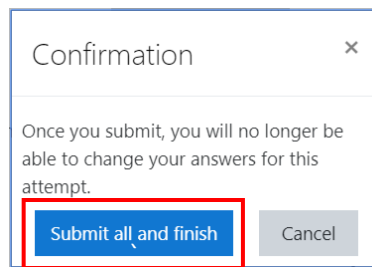 Confirmation ×
Once you submit, you will no longer be
able to change your answers for this
attempt.
Submit all and finish Cancel